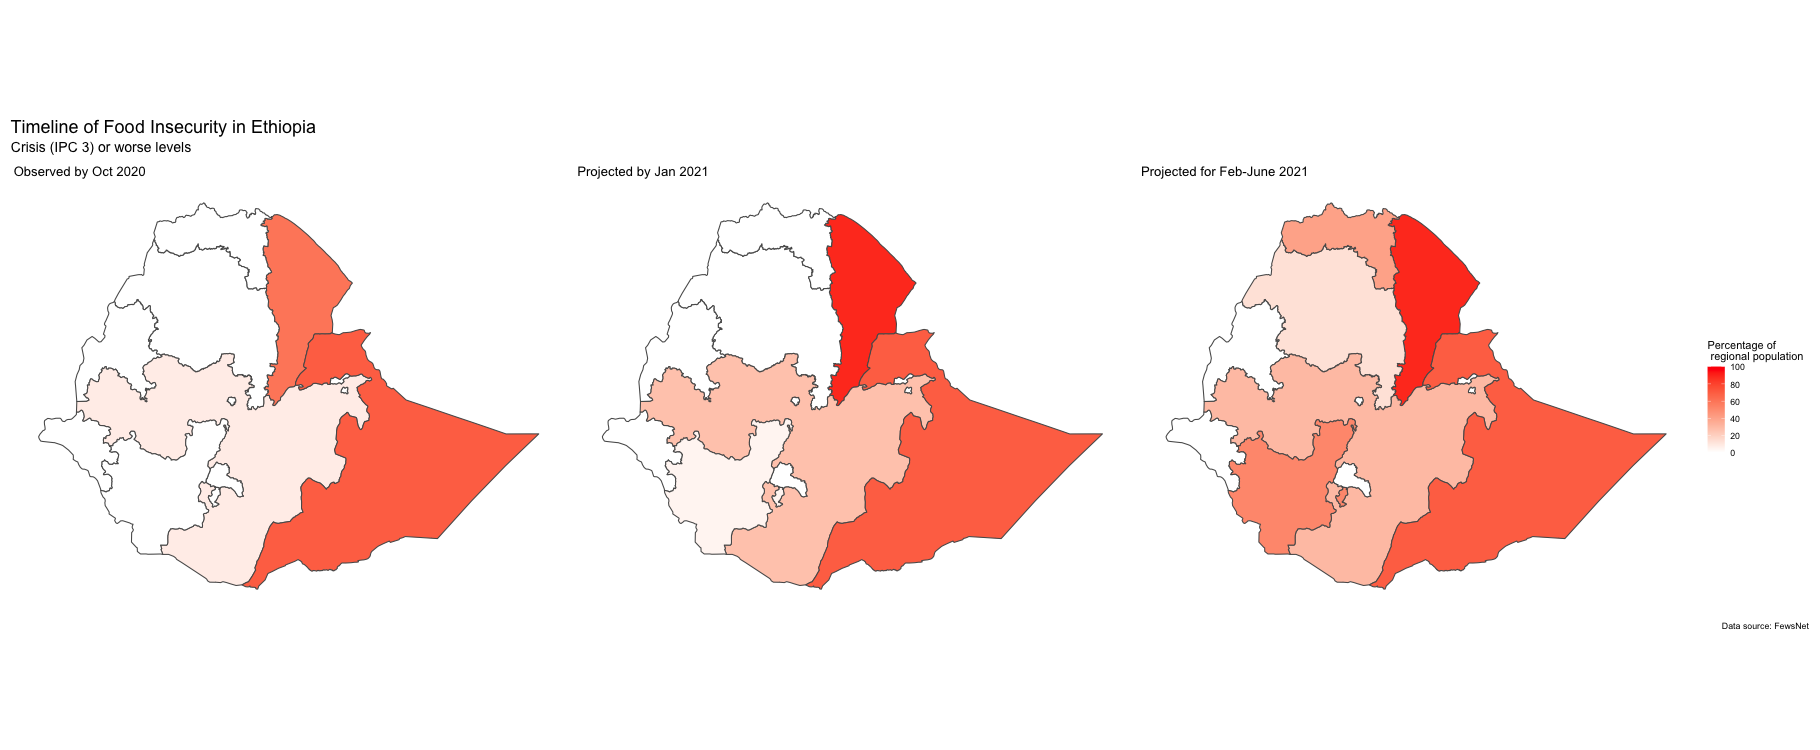 Timeline of Food Insecurity in Ethiopia
Crisis (IPC 3) or worse levels
Observed by Oct 2020
Projected by Jan 2021
Projected for Feb-June 2021
Percentage of
regional population
100
80
60
40
20
0
Data source: FewsNet